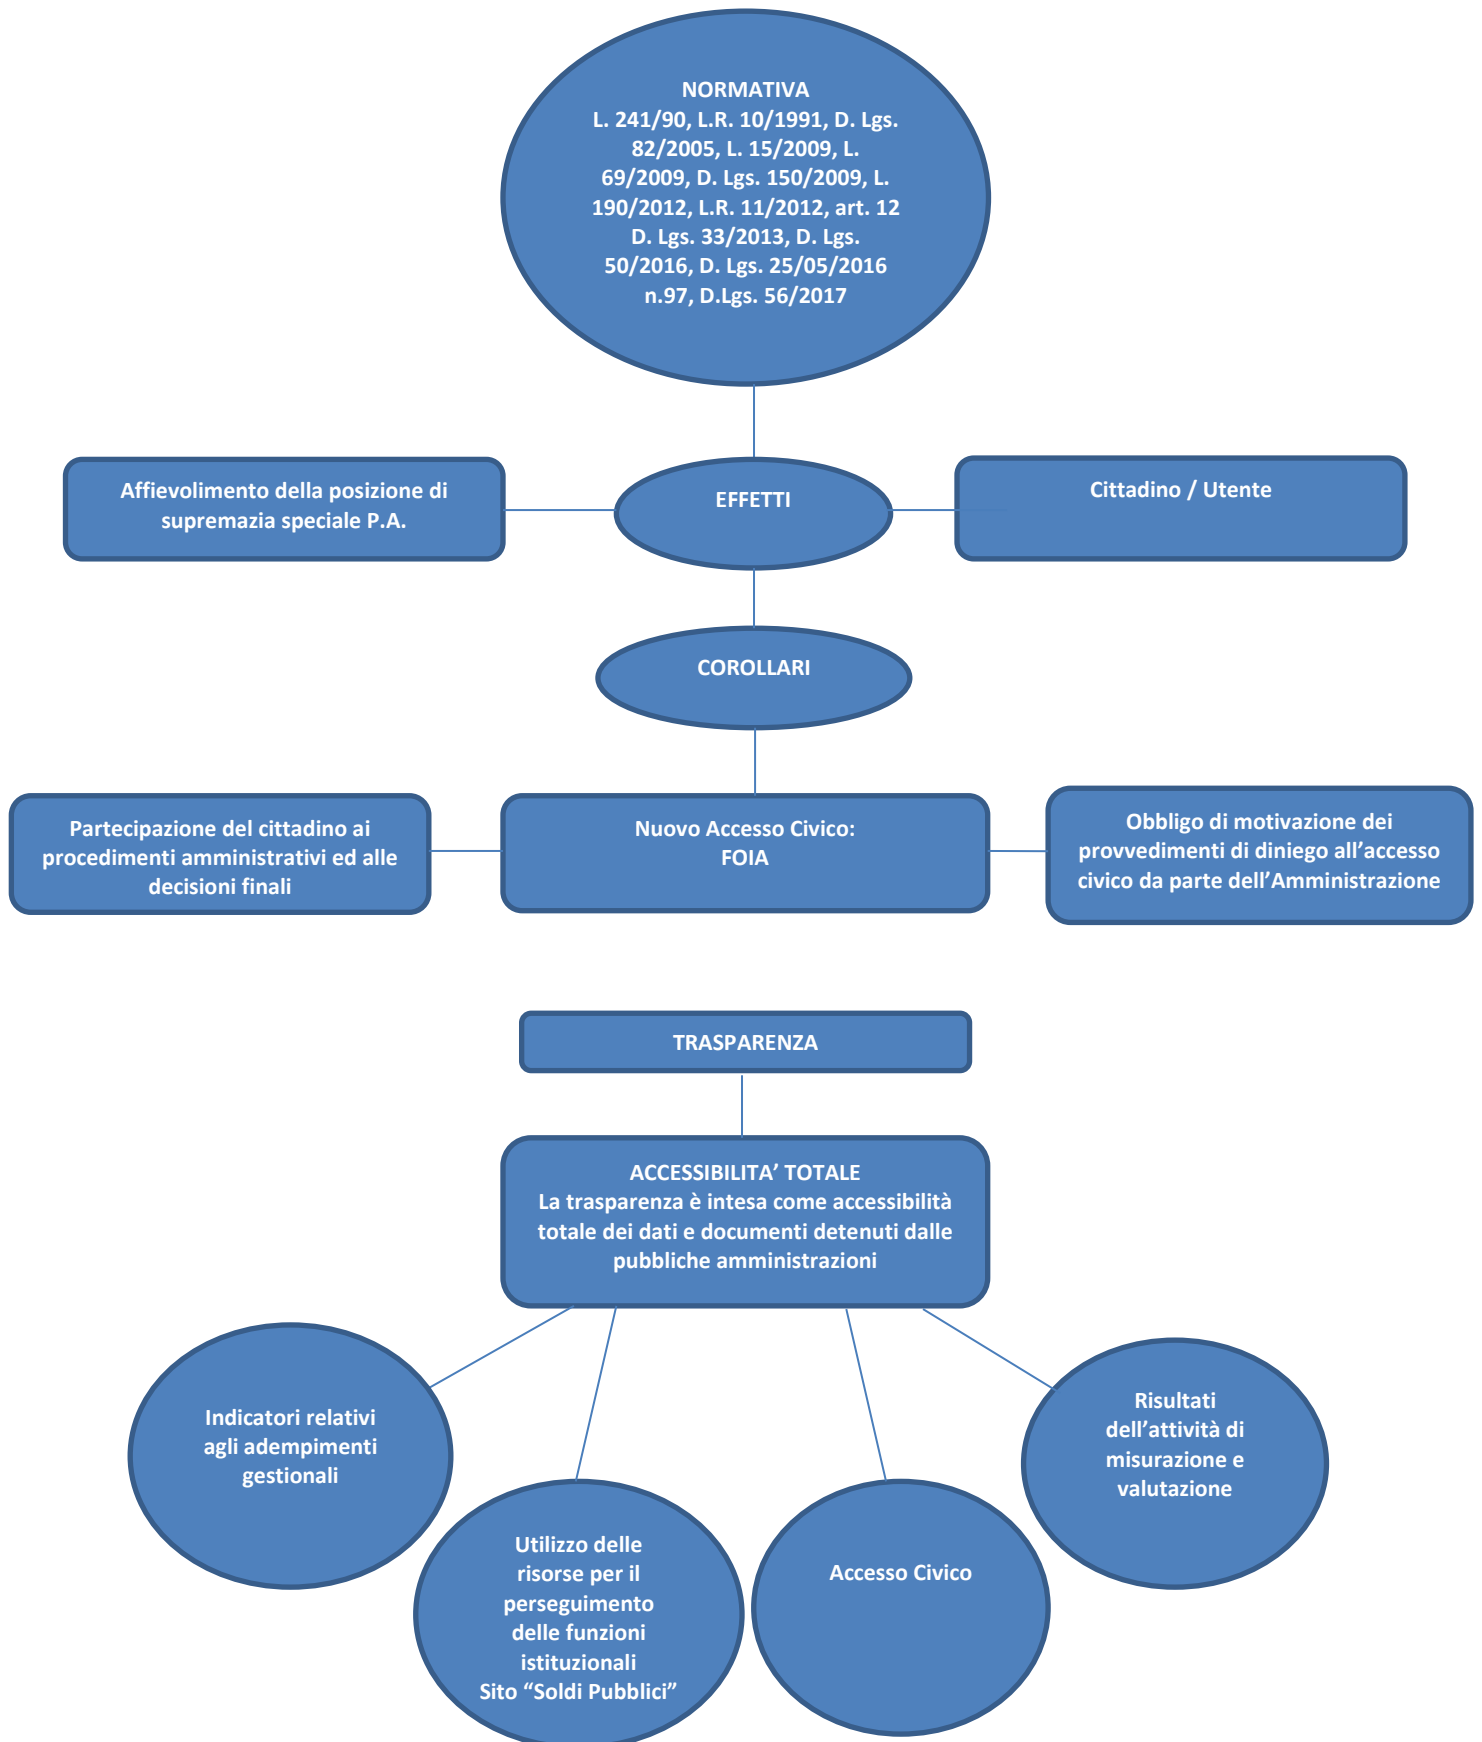 NORMATIVA
L. 241/90, L.R. 10/1991, D. Lgs.
82/2005, L. 15/2009, L.
69/2009, D. Lgs. 150/2009, L.
190/2012, L.R. 11/2012, art. 12
D. Lgs. 33/2013, D. Lgs.
50/2016, D. Lgs. 25/05/2016
n.97, D.Lgs. 56/2017
Affievolimento della posizione di
supremazia speciale P.A.
EFFETTI
Cittadino / Utente
COROLLARI
Partecipazione del cittadino ai
procedimenti amministrativi ed alle
decisioni finali
Nuovo Accesso Civico:
FOIA
Obbligo di motivazione dei
provvedimenti di diniego all’accesso
civico da parte dell’Amministrazione
TRASPARENZA
ACCESSIBILITA’ TOTALE
La trasparenza è intesa come accessibilità
totale dei dati e documenti detenuti dalle
pubbliche amministrazioni
Indicatori relativi
agli adempimenti
gestionali
Utilizzo delle
risorse per il
perseguimento
delle funzioni
istituzionali
Sito “Soldi Pubblici”
Accesso Civico
Risultati
dell’attività di
misurazione e
valutazione